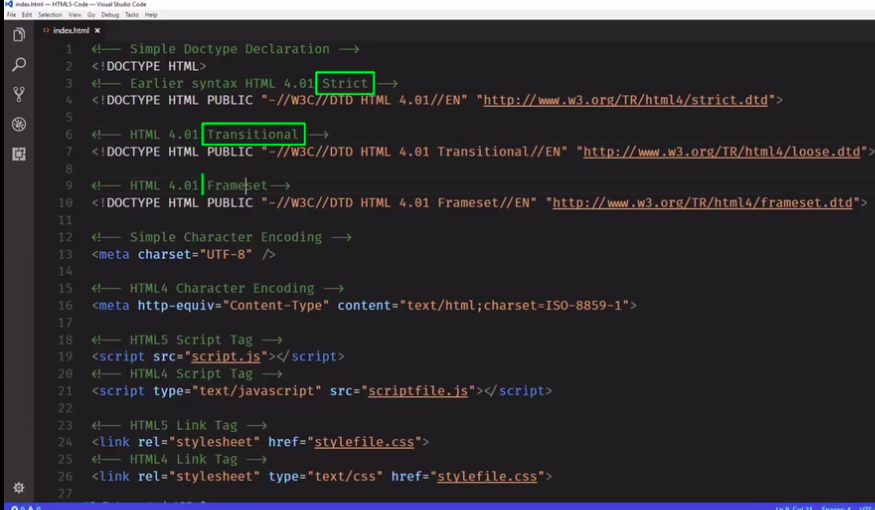 index.html — HTML5-Code — Visual Studio Code
File Edit Selection View Go Debug Tasks Help
index.html ×
1 <!-- Simple Doctype Declaration -->
2 <!DOCTYPE HTML>
3 <!-- Earlier syntax HTML 4.01 Strict -->
4 <!DOCTYPE HTML PUBLIC "-//W3C//DTD HTML 4.01//EN" "http://www.w3.org/TR/html4/strict.dtd">
5
6 <!-- HTML 4.01 Transitional -->
7 <!DOCTYPE HTML PUBLIC "-//W3C//DTD HTML 4.01 Transitional//EN" "http://www.w3.org/TR/html4/loose.dtd">
8
9 <!-- HTML 4.01 Frameset-->
10 <!DOCTYPE HTML PUBLIC "-//W3C//DTD HTML 4.01 Frameset//EN" "http://www.w3.org/TR/html4/frameset.dtd">
11
12 <!-- Simple Character Encoding -->
13 <meta charset="UTF-8" />
14
15 <!-- HTML4 Character Encoding -->
16 <meta http-equiv="Content-Type" content="text/html;charset=ISO-8859-1">
17
18 <!-- HTML5 Script Tag -->
19 <script src="script.js"></script>
20 <!-- HTML4 Script Tag -->
21 <script type="text/javascript" src="scriptfile.js"></script>
22
23 <!-- HTML5 Link Tag -->
24 <link rel="stylesheet" href="stylefile.css">
25 <!-- HTML4 Link Tag -->
26 <link rel="stylesheet" type="text/css" href="stylefile.css">
27